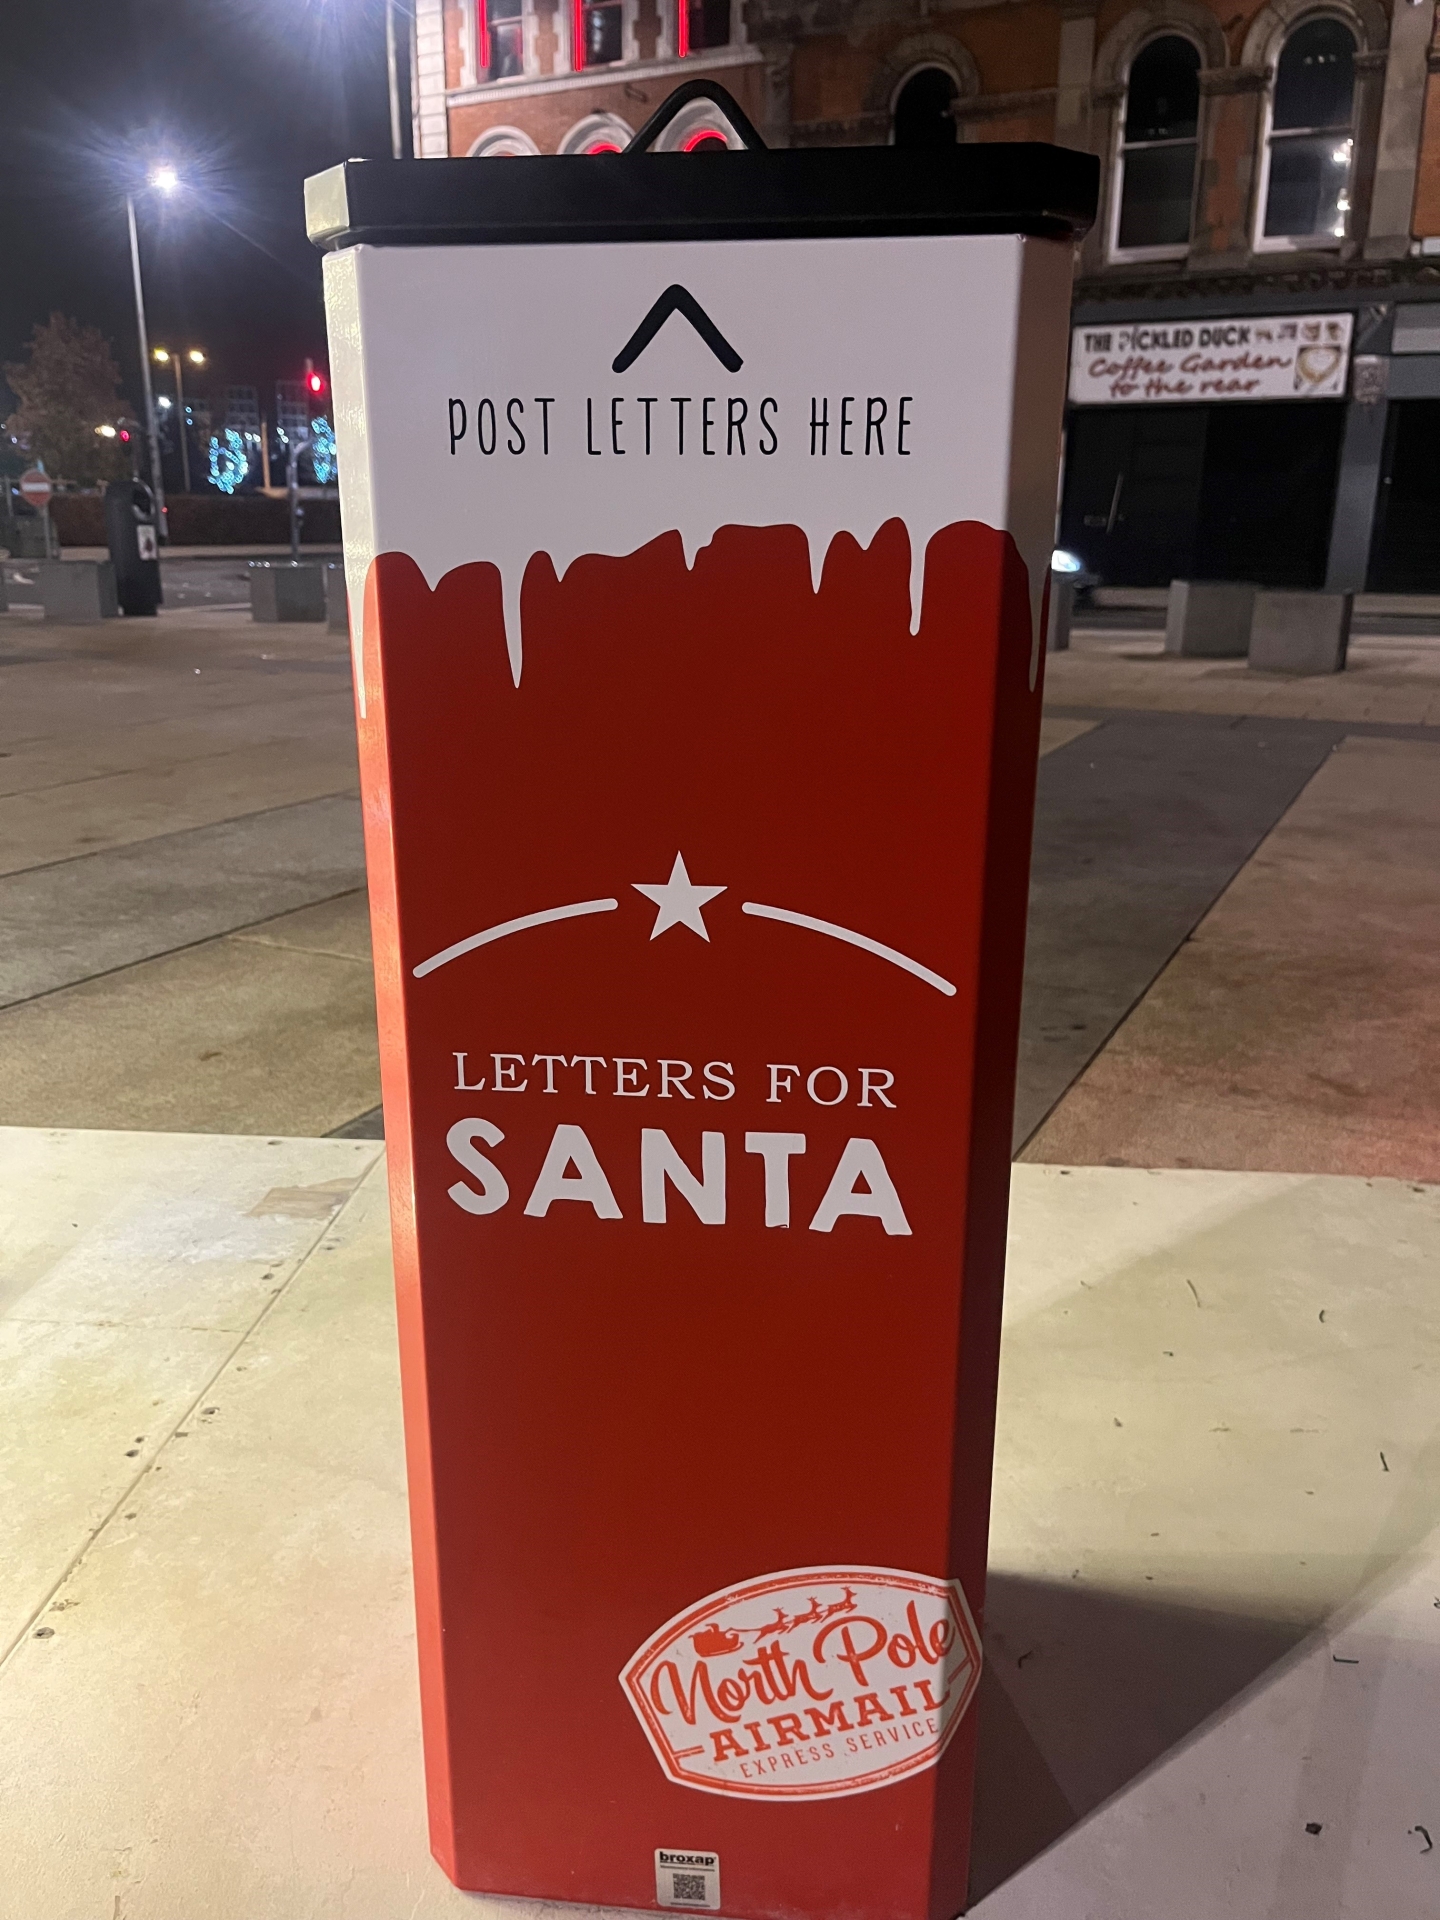 POST LETTERS HERE
LETTERS FOR
SANTA
North Pole
AIRMAIL
EXPRESS SERVICE
broxap
THE PICKLED DUCK
Coffee Garden
to the rear